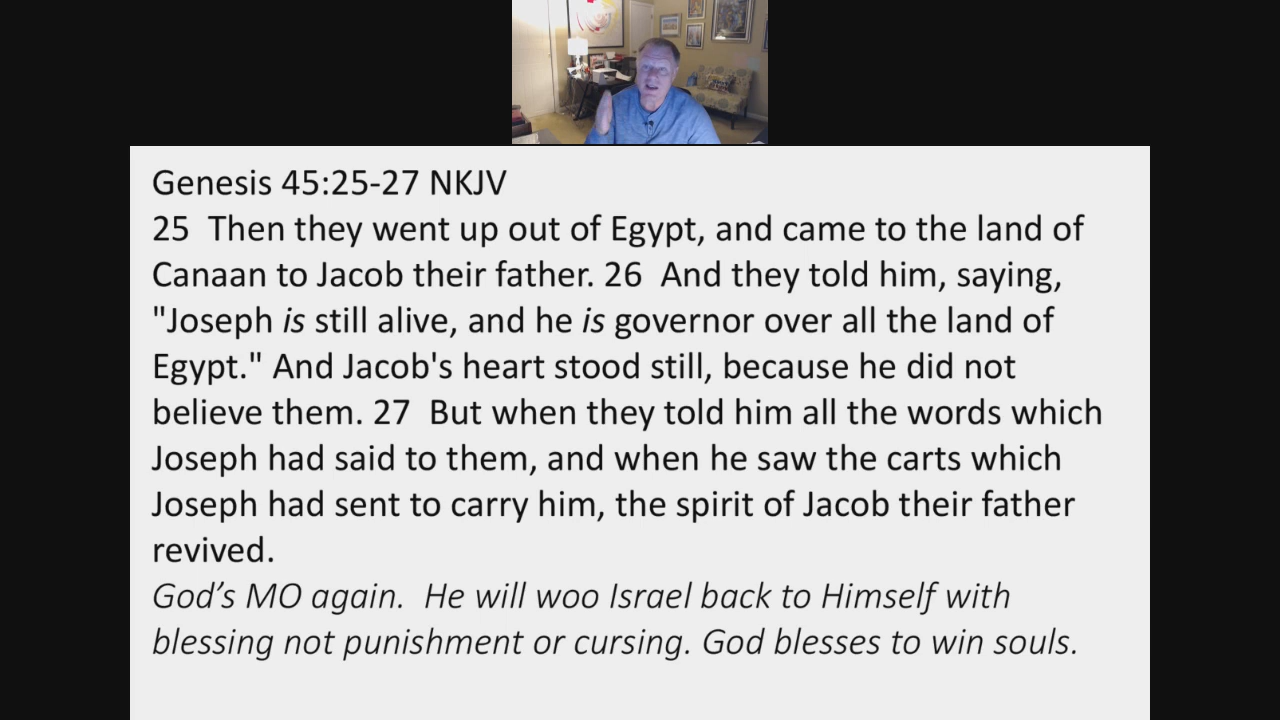 Genesis 45:25-27 NKJV
25  Then they went up out of Egypt, and came to the land of
Canaan to Jacob their father. 26  And they told him, saying,
"Joseph is still alive, and he is governor over all the land of
Egypt." And Jacob's heart stood still, because he did not
believe them. 27  But when they told him all the words which
Joseph had said to them, and when he saw the carts which
Joseph had sent to carry him, the spirit of Jacob their father
revived.
God’s MO again.  He will woo Israel back to Himself with
blessing not punishment or cursing. God blesses to win souls.